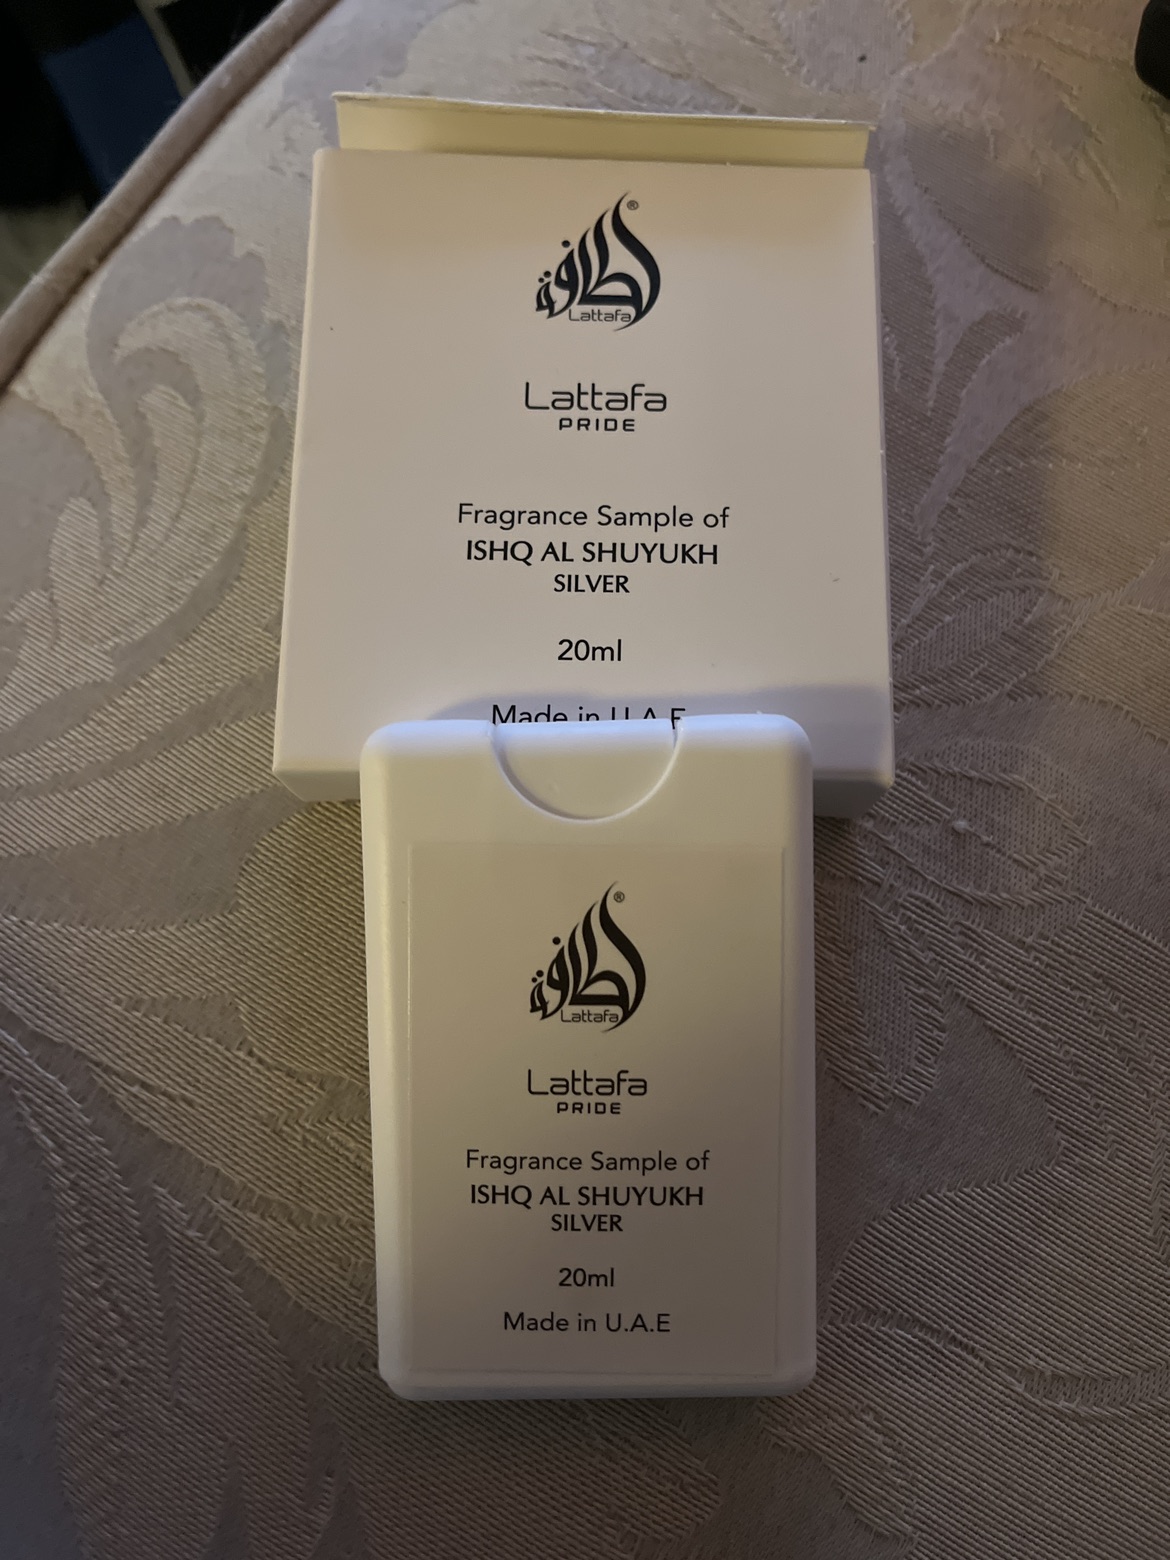 لطافة
®
Lattafa
Lattafa
PRIDE
Fragrance Sample of
ISHQ AL SHUYUKH
SILVER
20ml
Made in U.A.E
لطافة
®
Lattafa
Lattafa
PRIDE
Fragrance Sample of
ISHQ AL SHUYUKH
SILVER
20ml
Made in U.A.E